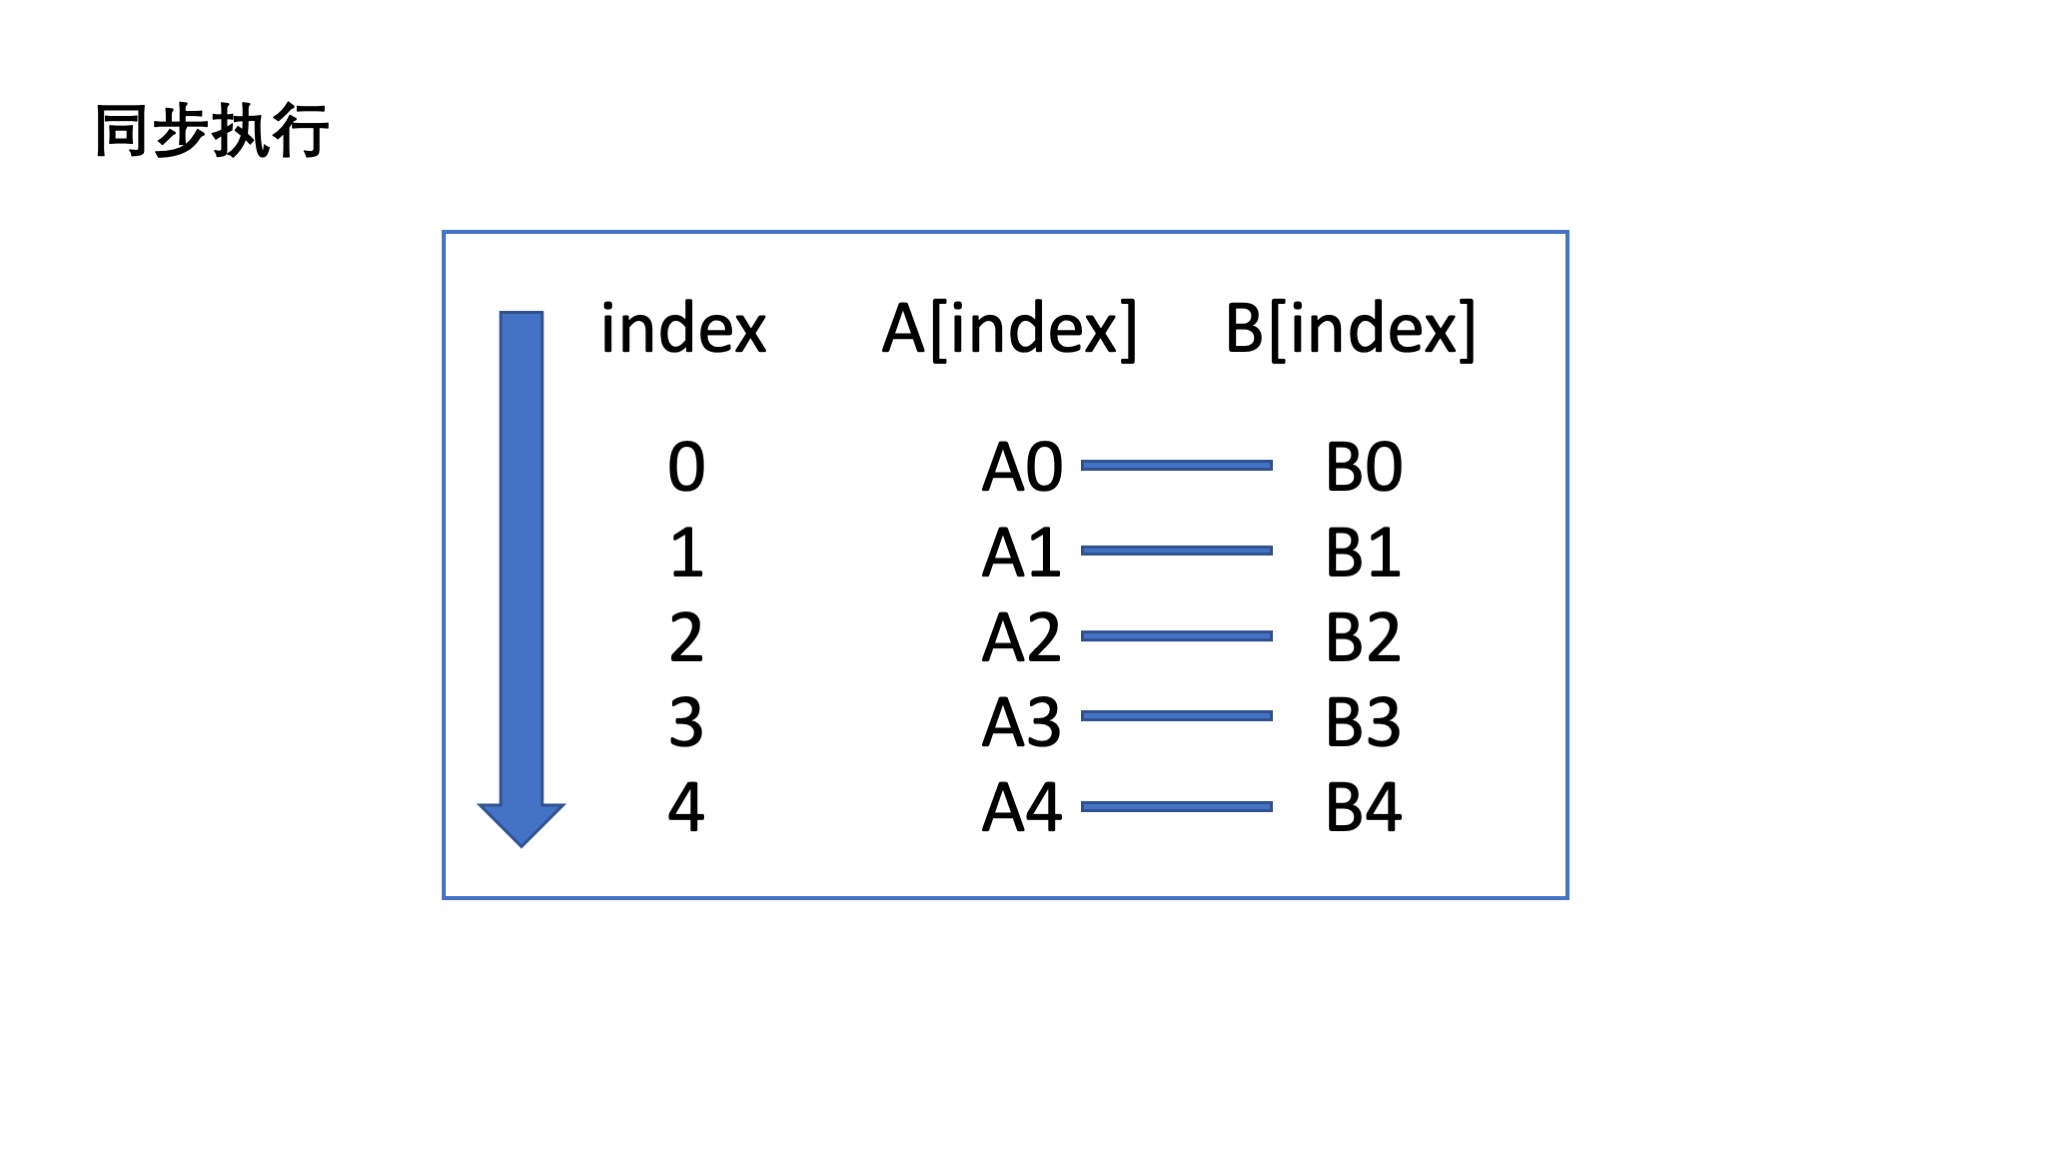 同步执行
index A[index] B[index]
0 A0 B0
1 A1 B1
2 A2 B2
3 A3 B3
4 A4 B4